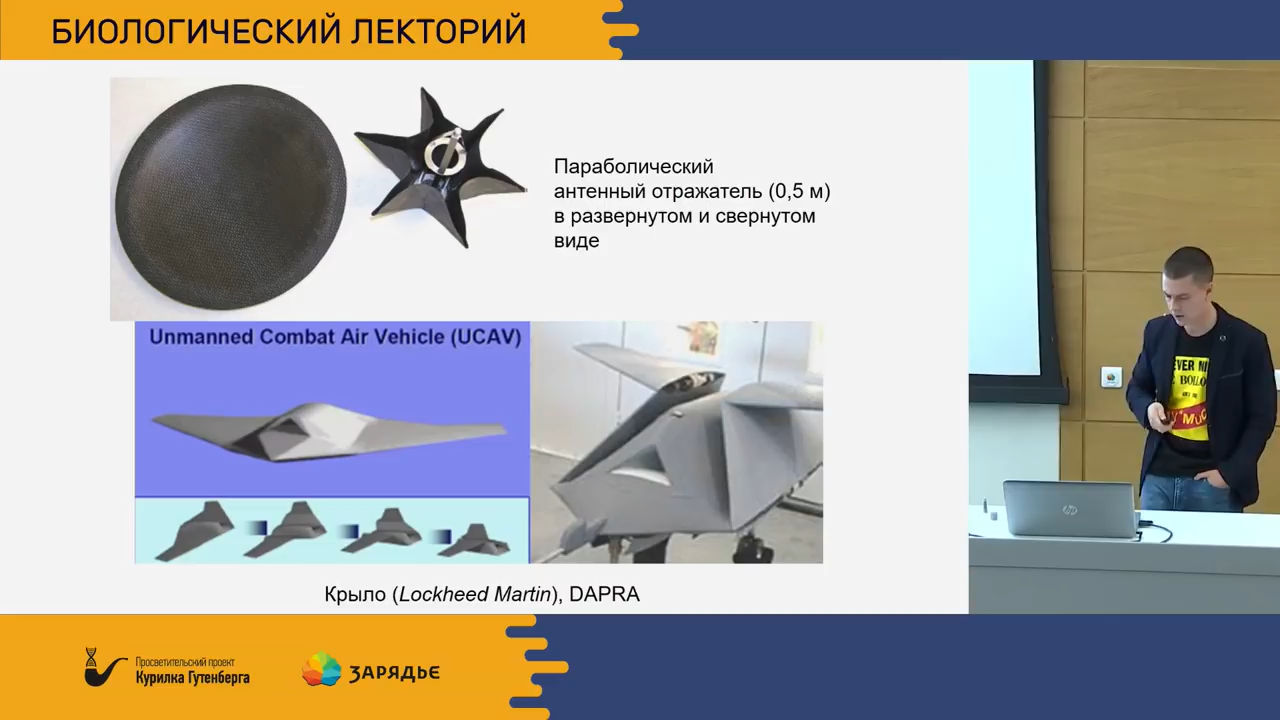 БИОЛОГИЧЕСКИЙ ЛЕКТОРИЙ
Параболический
антенный отражатель (0,5 м)
в развернутом и свернутом
виде
Unmanned Combat Air Vehicle (UCAV)
Крыло (Lockheed Martin), DAPRA
Просветительский проект
Курилка Гутенберга
ЗАРЯДЬЕ